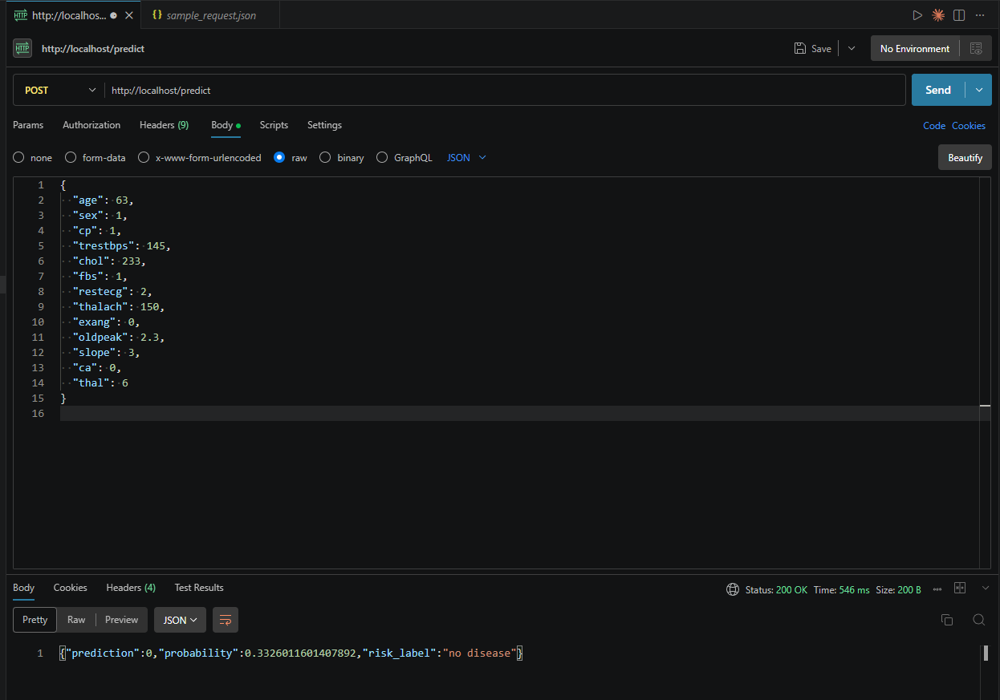 HTTP http://localhos... {} sample_request.json ...
HTTP http://localhost/predict Save No Environment
POST http://localhost/predict Send
Params Authorization Headers (9) Body Scripts Settings Code Cookies
none form-data x-www-form-urlencoded raw binary GraphQL JSON Beautify
1 {
2 "age": 63,
3 "sex": 1,
4 "cp": 1,
5 "trestbps": 145,
6 "chol": 233,
7 "fbs": 1,
8 "restecg": 2,
9 "thalach": 150,
10 "exang": 0,
11 "oldpeak": 2.3,
12 "slope": 3,
13 "ca": 0,
14 "thal": 6
15 }
16
Body Cookies Headers (4) Test Results Status: 200 OK Time: 546 ms Size: 200 B
Pretty Raw Preview JSON
1 {"prediction":0,"probability":0.3326011601407892,"risk_label":"no disease"}